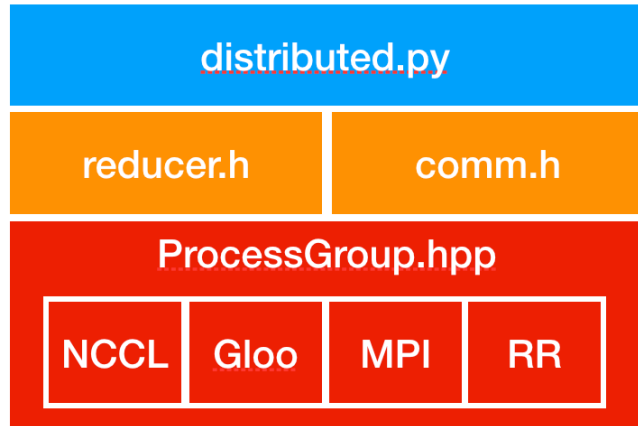 distributed.py
reducer.h comm.h
ProcessGroup.hpp
NCCL Gloo MPI RR